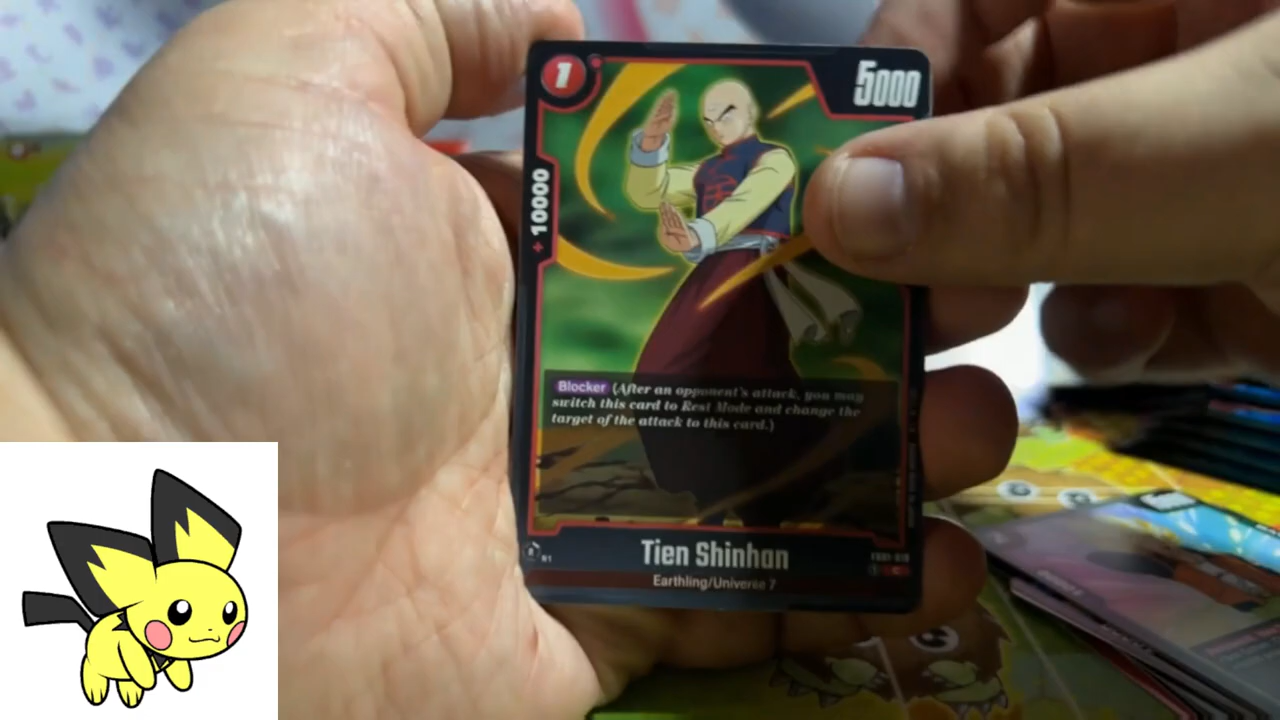 1
5000
+10000
Blocker (After an opponent's attack, you may
switch this card to Rest Mode and change the
target of the attack to this card.)
Tien Shinhan
Earthling/Universe 7